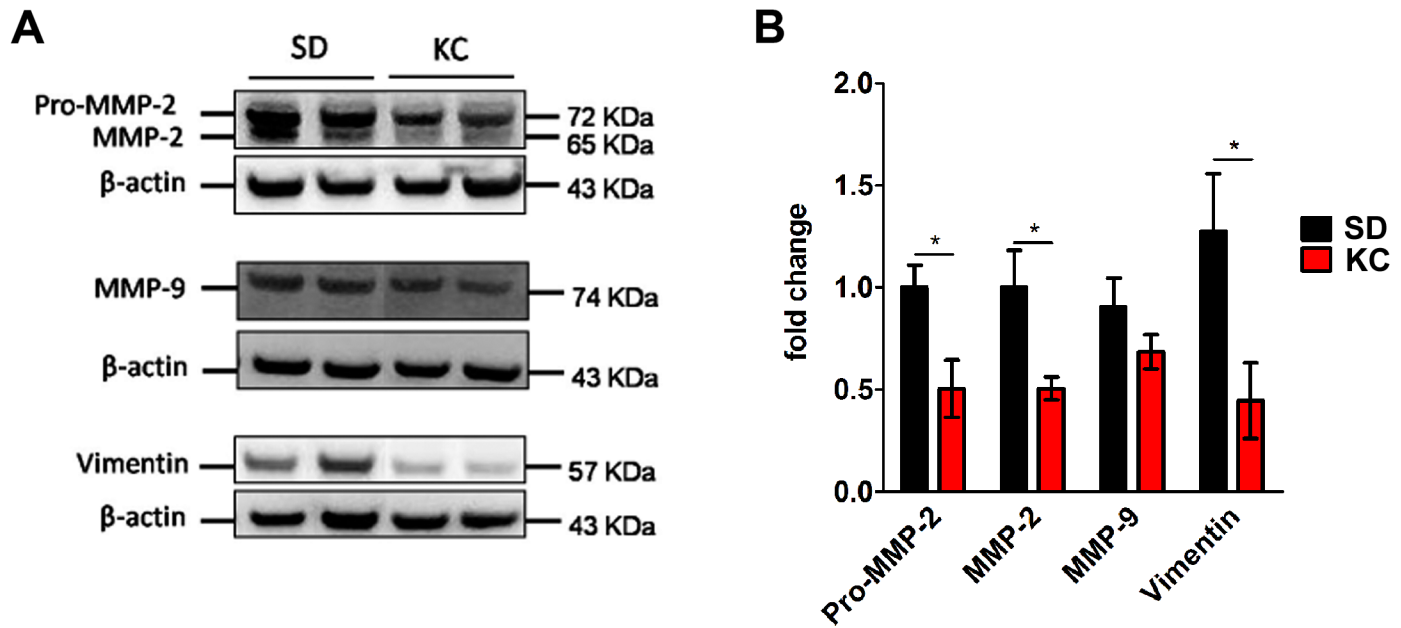 A
SD KC
Pro-MMP-2 72 KDa
MMP-2 65 KDa
β-actin 43 KDa
MMP-9 74 KDa
β-actin 43 KDa
Vimentin 57 KDa
β-actin 43 KDa
B
2.0
1.5
1.0
0.5
0.0
fold change
* * *
SD
KC
Pro-MMP-2 MMP-2 MMP-9 Vimentin